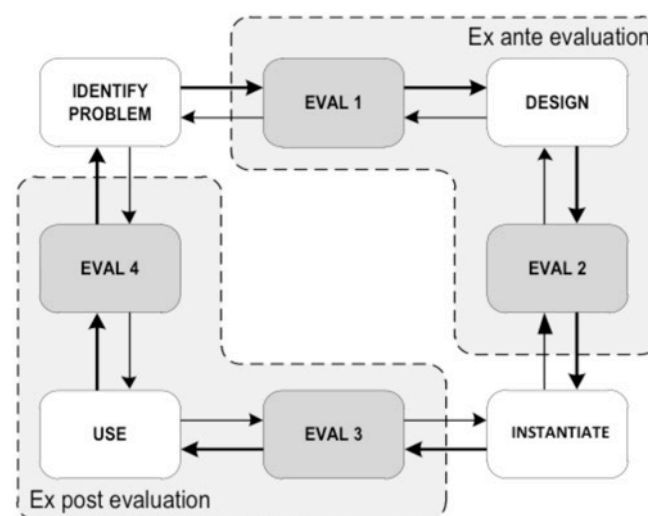 Ex ante evaluation
IDENTIFY
PROBLEM
EVAL 1
DESIGN
EVAL 4
EVAL 2
USE
EVAL 3
INSTANTIATE
Ex post evaluation